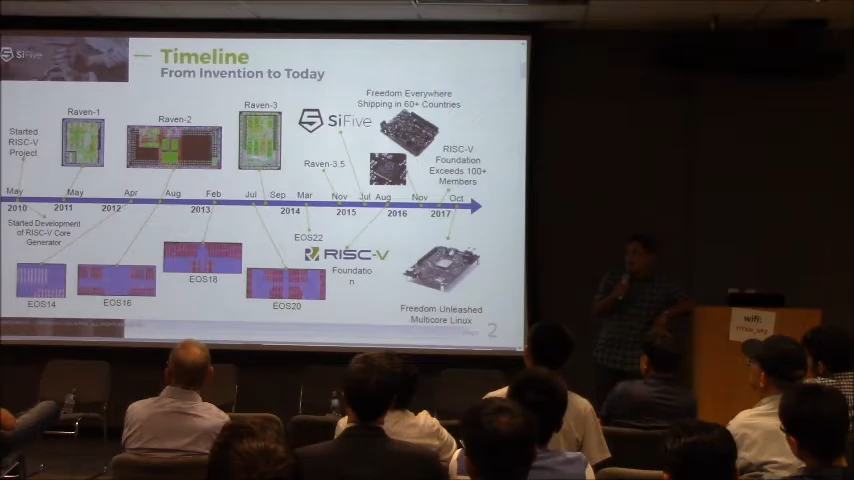 SiFive
Timeline
From Invention to Today
Started
RISC-V
Project
Raven-1
Raven-2
Raven-3
SiFive
Raven-3.5
Freedom Everywhere
Shipping in 60+ Countries
RISC-V
Foundation
Exceeds 100+
Members
May
May
Apr
Aug
Feb
Jul
Sep
Mar
Nov
Jul
Aug
Nov
Oct
2010
2011
2012
2013
2014
2015
2016
2017
Started Development
of RISC-V Core
Generator
EOS14
EOS16
EOS18
EOS20
EOS22
RISC-V
Foundatio
n
Freedom Unleashed
Multicore Linux
2
wifi: